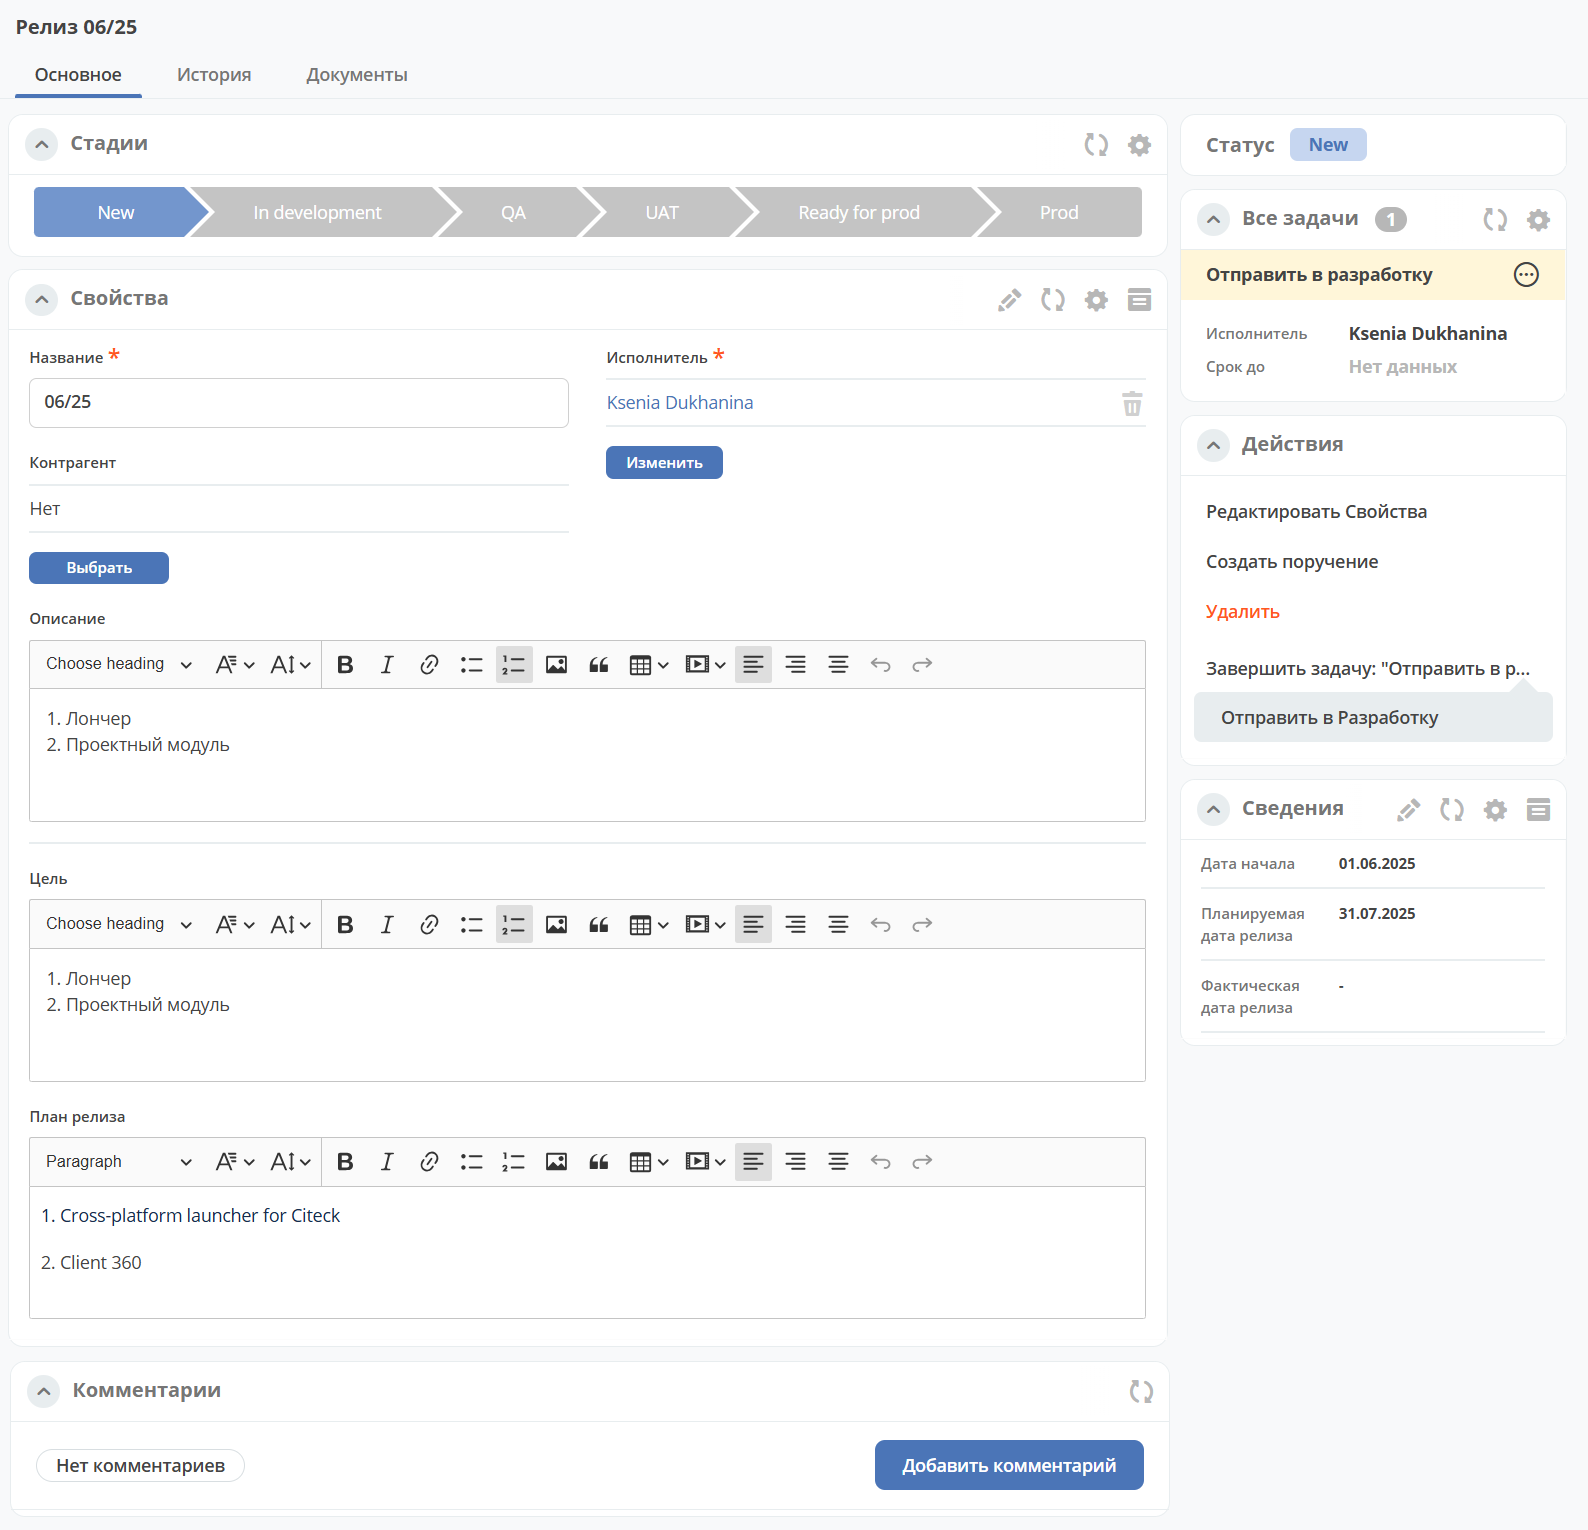 Релиз 06/25
Основное
История
Документы
Стадии
New
In development
QA
UAT
Ready for prod
Prod
Свойства
Название *
06/25
Исполнитель *
Ksenia Dukhanina
Изменить
Контрагент
Нет
Выбрать
Описание
Choose heading
1. Лончер
2. Проектный модуль
Цель
Choose heading
1. Лончер
2. Проектный модуль
План релиза
Paragraph
1. Cross-platform launcher for Citeck
2. Client 360
Комментарии
Нет комментариев
Добавить комментарий
Статус
New
Все задачи 1
Отправить в разработку
Исполнитель Ksenia Dukhanina
Срок до Нет данных
Действия
Редактировать Свойства
Создать поручение
Удалить
Завершить задачу: "Отправить в р...
Отправить в Разработку
Сведения
Дата начала 01.06.2025
Планируемая 31.07.2025
дата релиза
Фактическая -
дата релиза